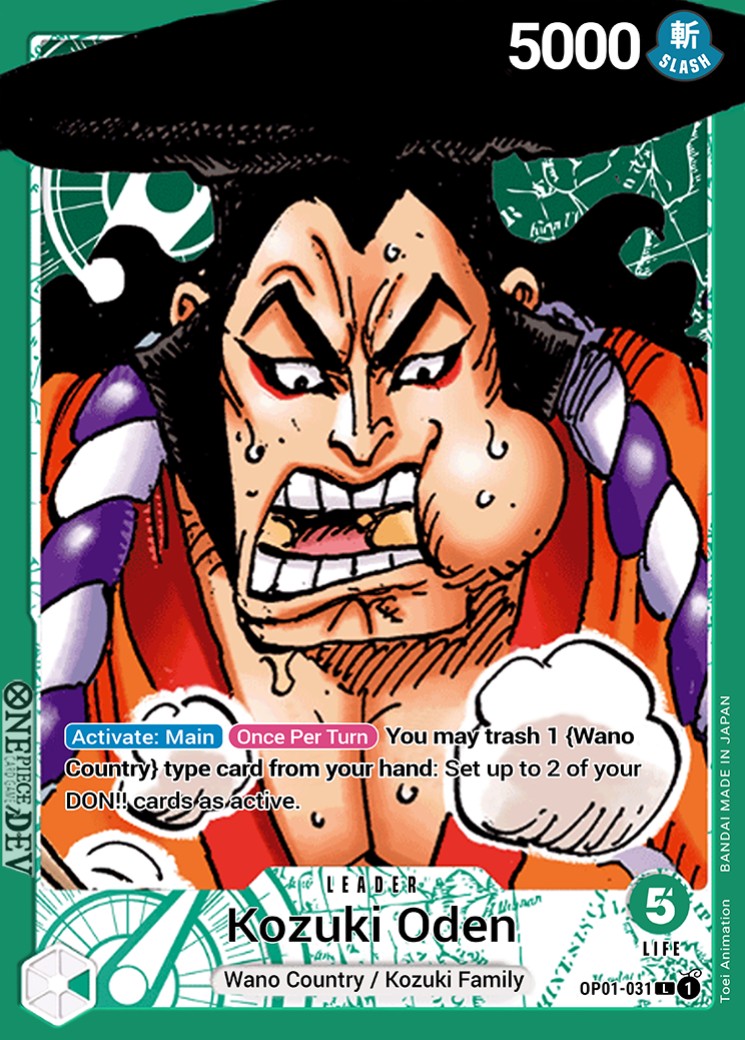 5000
斬
SLASH
Activate: Main Once Per Turn You may trash 1 {Wano
Country} type card from your hand: Set up to 2 of your
DON!! cards as active.
LEADER
Kozuki Oden
Wano Country / Kozuki Family
5
LIFE
OP01-031 L 1
ONE PIECE
CARD GAME
/DEV
Toei Animation BANDAI MADE IN JAPAN